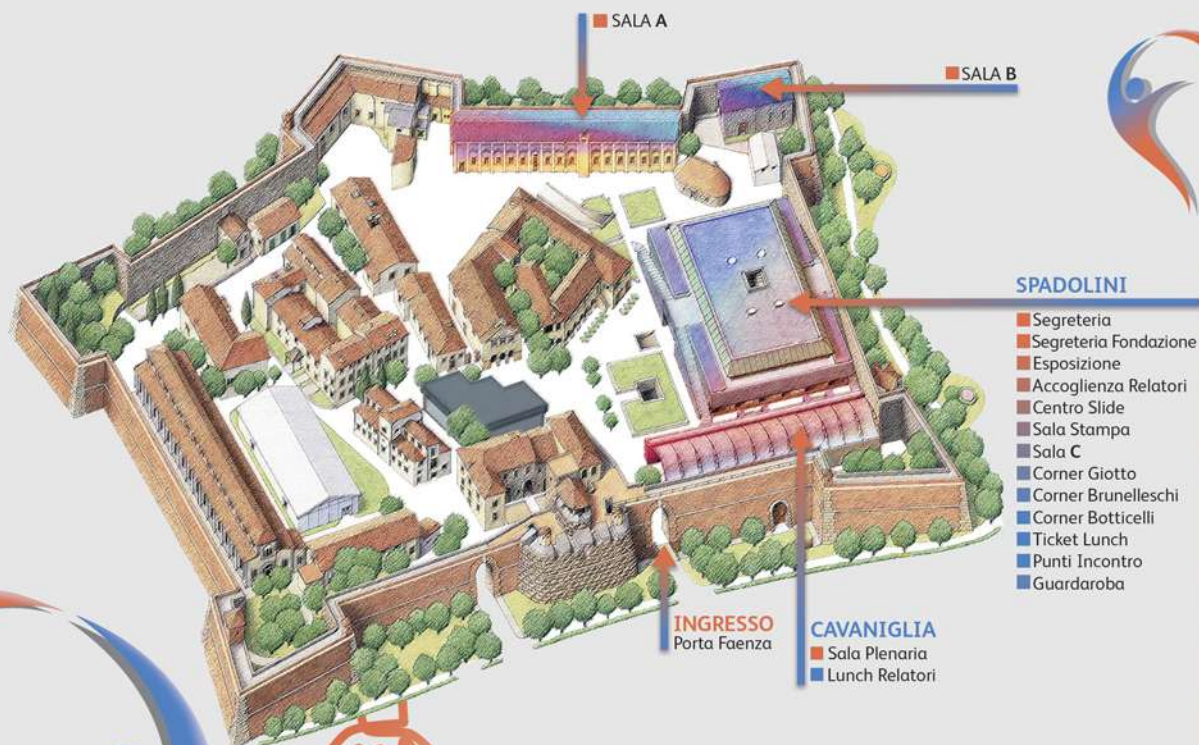 SALA A
SALA B
SPADOLINI
Segreteria
Segreteria Fondazione
Esposizione
Accoglienza Relatori
Centro Slide
Sala Stampa
Sala C
Corner Giotto
Corner Brunelleschi
Corner Botticelli
Ticket Lunch
Punti Incontro
Guardaroba
INGRESSO
Porta Faenza
CAVANIGLIA
Sala Plenaria
Lunch Relatori